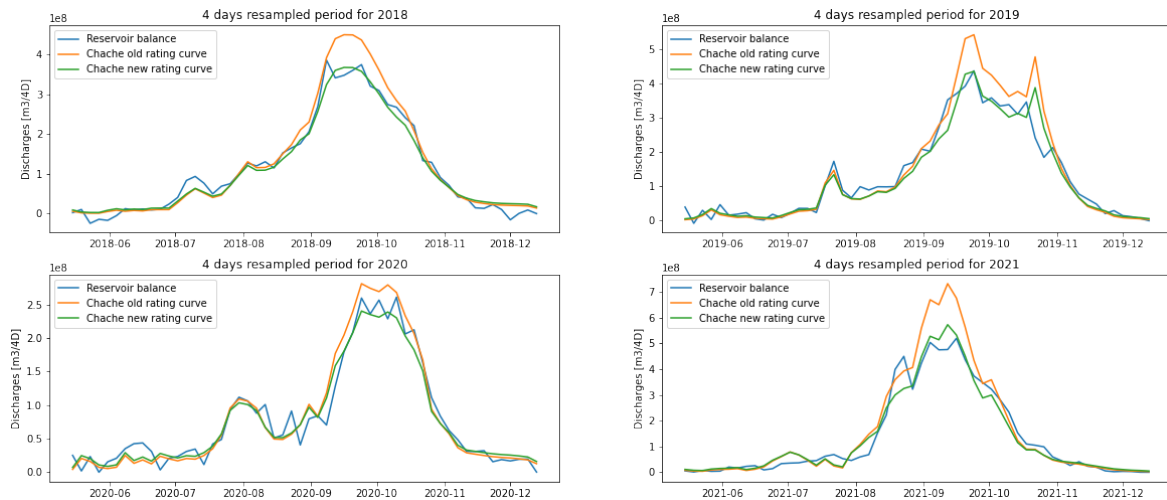 4 days resampled period for 2018
1e8
Reservoir balance
Chache old rating curve
Chache new rating curve
Discharges [m3/4D]
4
3
2
1
0
2018-06
2018-07
2018-08
2018-09
2018-10
2018-11
2018-12
4 days resampled period for 2019
1e8
Reservoir balance
Chache old rating curve
Chache new rating curve
Discharges [m3/4D]
5
4
3
2
1
0
2019-06
2019-07
2019-08
2019-09
2019-10
2019-11
2019-12
4 days resampled period for 2020
1e8
Reservoir balance
Chache old rating curve
Chache new rating curve
Discharges [m3/4D]
2.5
2.0
1.5
1.0
0.5
0.0
2020-06
2020-07
2020-08
2020-09
2020-10
2020-11
2020-12
4 days resampled period for 2021
1e8
Reservoir balance
Chache old rating curve
Chache new rating curve
Discharges [m3/4D]
7
6
5
4
3
2
1
0
2021-06
2021-07
2021-08
2021-09
2021-10
2021-11
2021-12